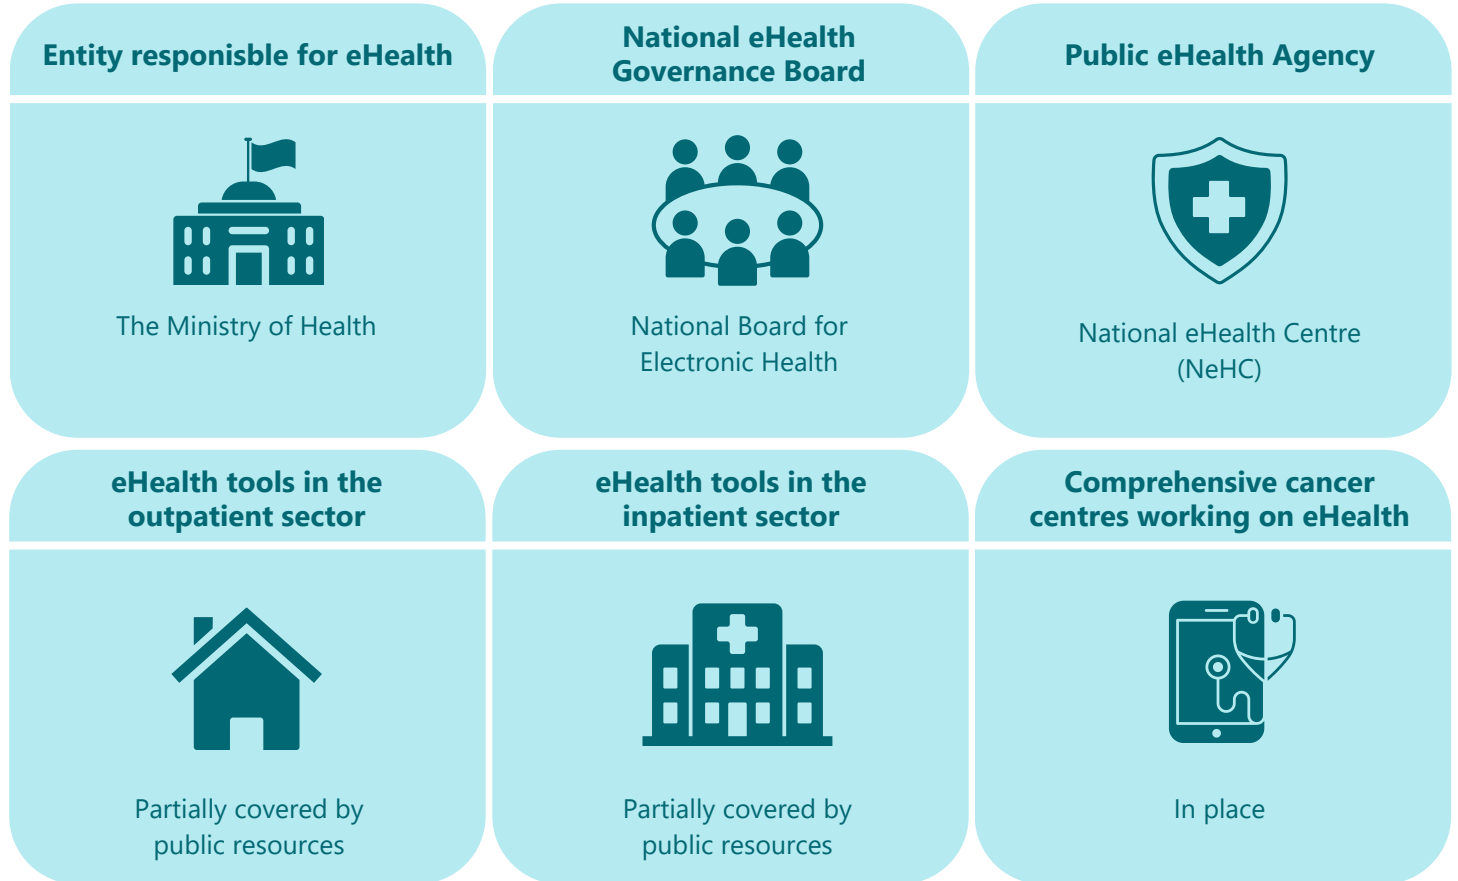 Entity responisble for eHealth
National eHealth
Governance Board
Public eHealth Agency
The Ministry of Health
National Board for
Electronic Health
National eHealth Centre
(NeHC)
eHealth tools in the
outpatient sector
eHealth tools in the
inpatient sector
Comprehensive cancer
centres working on eHealth
Partially covered by
public resources
Partially covered by
public resources
In place